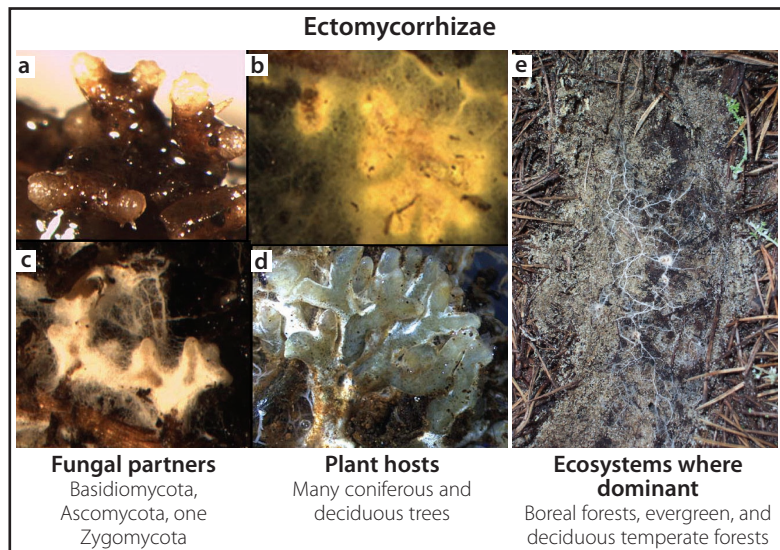 Ectomycorrhizae
a
b
e
c
d
Fungal partners
Basidiomycota,
Ascomycota, one
Zygomycota
Plant hosts
Many coniferous and
deciduous trees
Ecosystems where
dominant
Boreal forests, evergreen, and
deciduous temperate forests